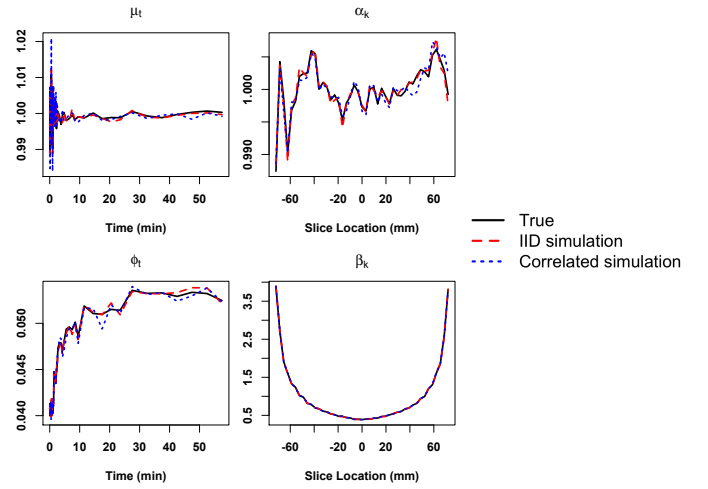 μt
1.02
1.01
1.00
0.99
0 10 20 30 40 50
Time (min)
αk
1.000
0.990
-60 -20 0 20 60
Slice Location (mm)
True
IID simulation
Correlated simulation
ϕt
0.050
0.045
0.040
0 10 20 30 40 50
Time (min)
βk
3.5
2.5
1.5
0.5
-60 -20 0 20 60
Slice Location (mm)